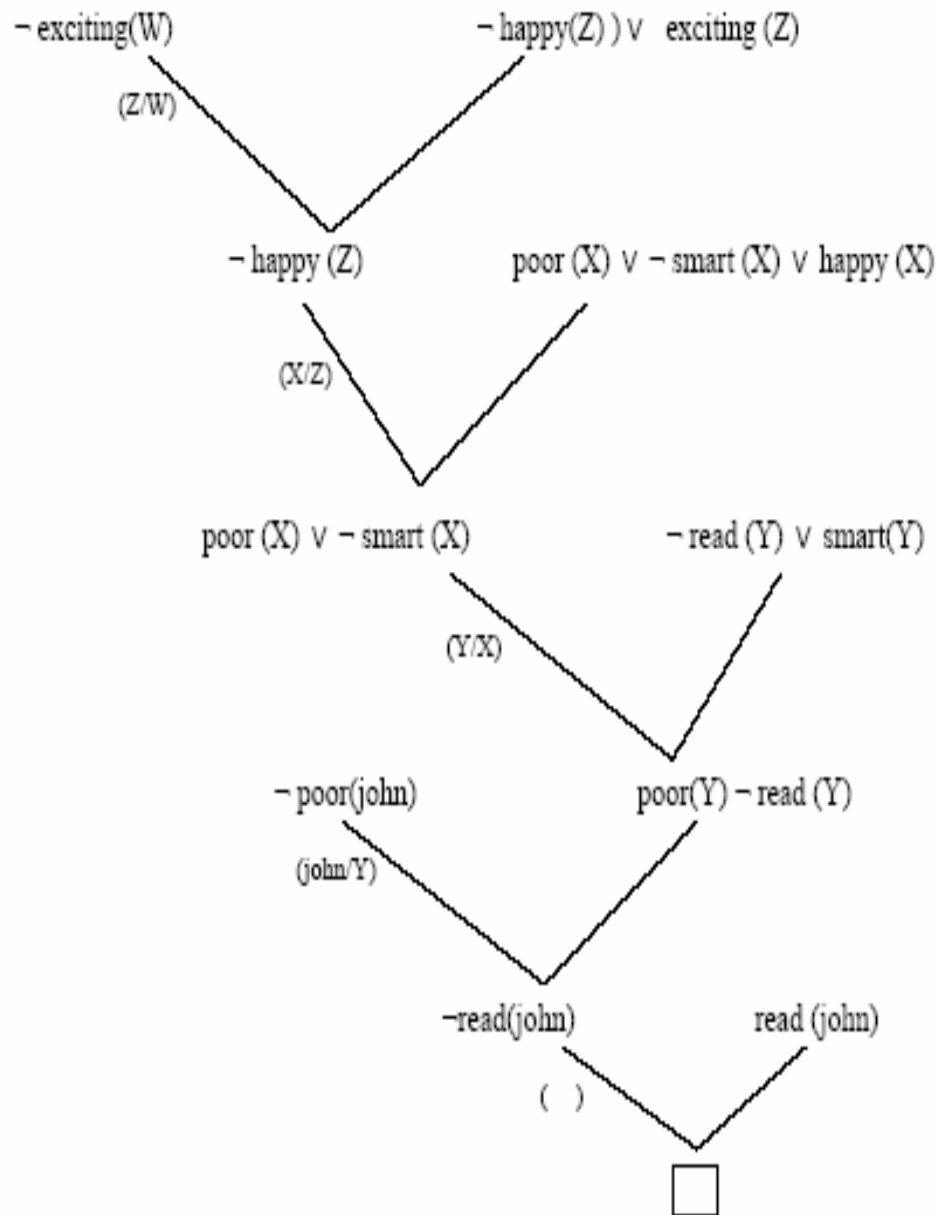 ¬ exciting(W) ¬ happy(Z) ) ∨ exciting (Z)
(Z/W)
¬ happy (Z) poor (X) ∨ ¬ smart (X) ∨ happy (X)
(X/Z)
poor (X) ∨ ¬ smart (X) ¬ read (Y) ∨ smart(Y)
(Y/X)
¬ poor(john) poor(Y) ¬ read (Y)
(john/Y)
¬read(john) read (john)
( )